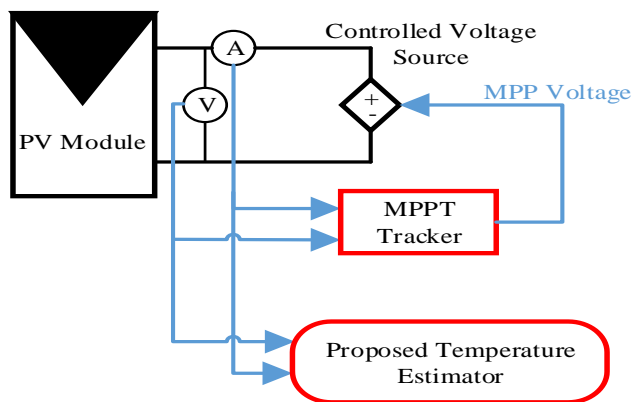 Controlled Voltage
Source
A
V
+
-
MPP Voltage
PV Module
MPPT
Tracker
Proposed Temperature
Estimator